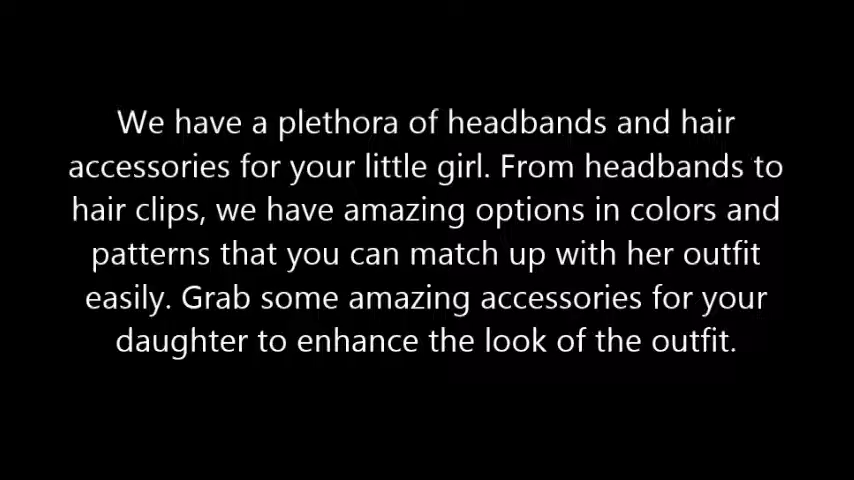 We have a plethora of headbands and hair
accessories for your little girl. From headbands to
hair clips, we have amazing options in colors and
patterns that you can match up with her outfit
easily. Grab some amazing accessories for your
daughter to enhance the look of the outfit.